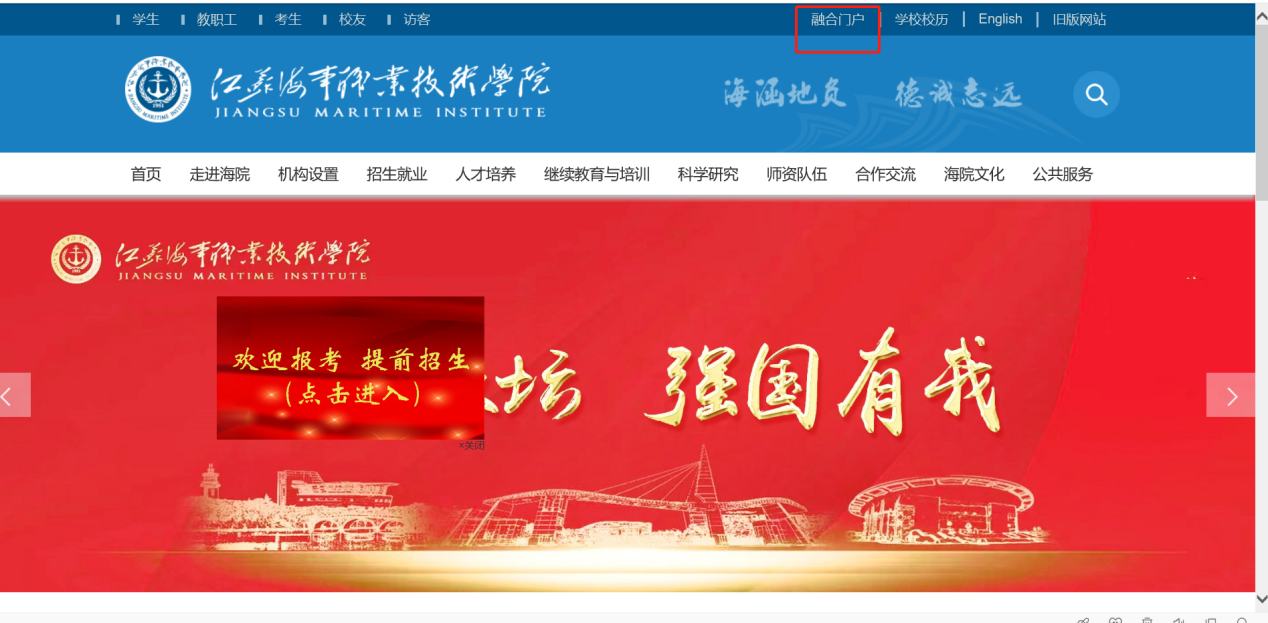 学生 教职工 考生 校友 访客 融合门户 学校校历 English 旧版网站
江苏海事职业技术學院
JIANGSU MARITIME INSTITUTE
海涵地负 德诚志远
首页 走进海院 机构设置 招生就业 人才培养 继续教育与培训 科学研究 师资队伍 合作交流 海院文化 公共服务
江苏海事职业技术學院
JIANGSU MARITIME INSTITUTE
欢迎报考 提前招生
(点击进入)
坛 强国有我
×关闭